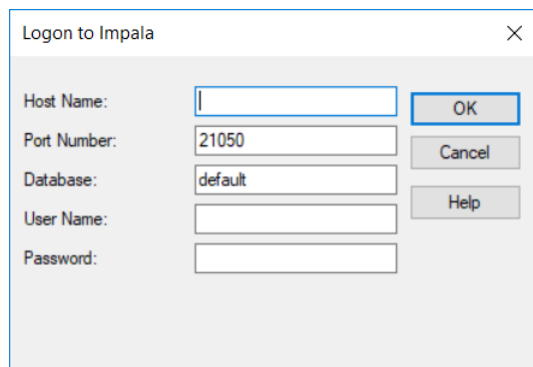 Logon to Impala
Host Name:
OK
Port Number: 21050
Cancel
Database: default
Help
User Name:
Password: